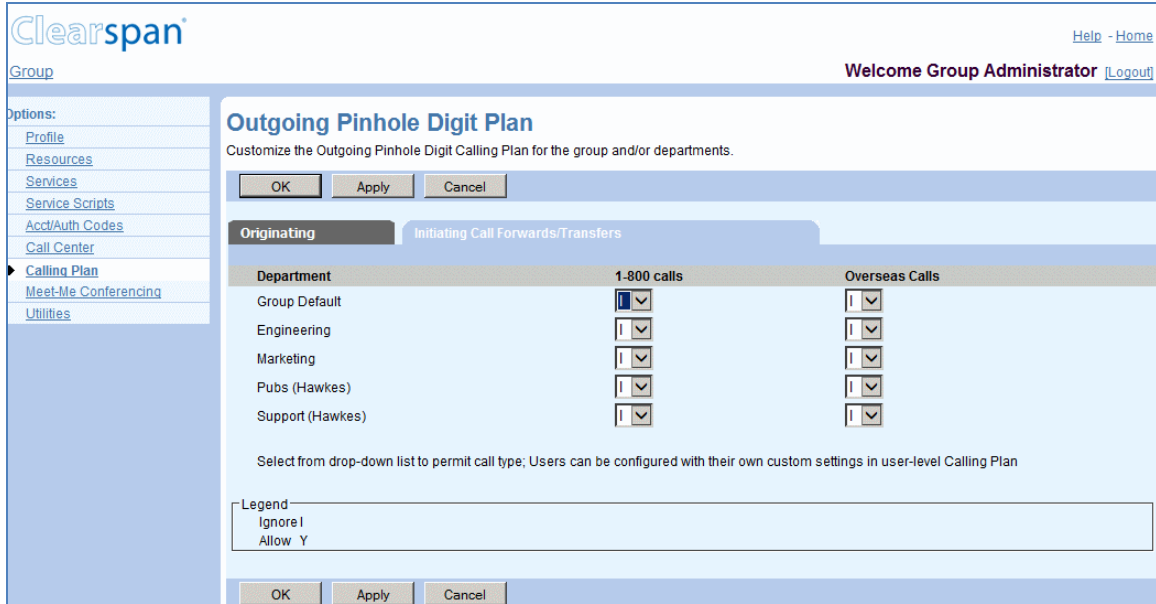 Clearspan
Help - Home
Group
Welcome Group Administrator [Logout]
Options:
Profile
Resources
Services
Service Scripts
Acct/Auth Codes
Call Center
Calling Plan
Meet-Me Conferencing
Utilities
Outgoing Pinhole Digit Plan
Customize the Outgoing Pinhole Digit Calling Plan for the group and/or departments.
OK Apply Cancel
Originating Initiating Call Forwards/Transfers
Department 1-800 calls Overseas Calls
Group Default I I
Engineering I I
Marketing I I
Pubs (Hawkes) I I
Support (Hawkes) I I
Select from drop-down list to permit call type; Users can be configured with their own custom settings in user-level Calling Plan
Legend
Ignore I
Allow Y
OK Apply Cancel